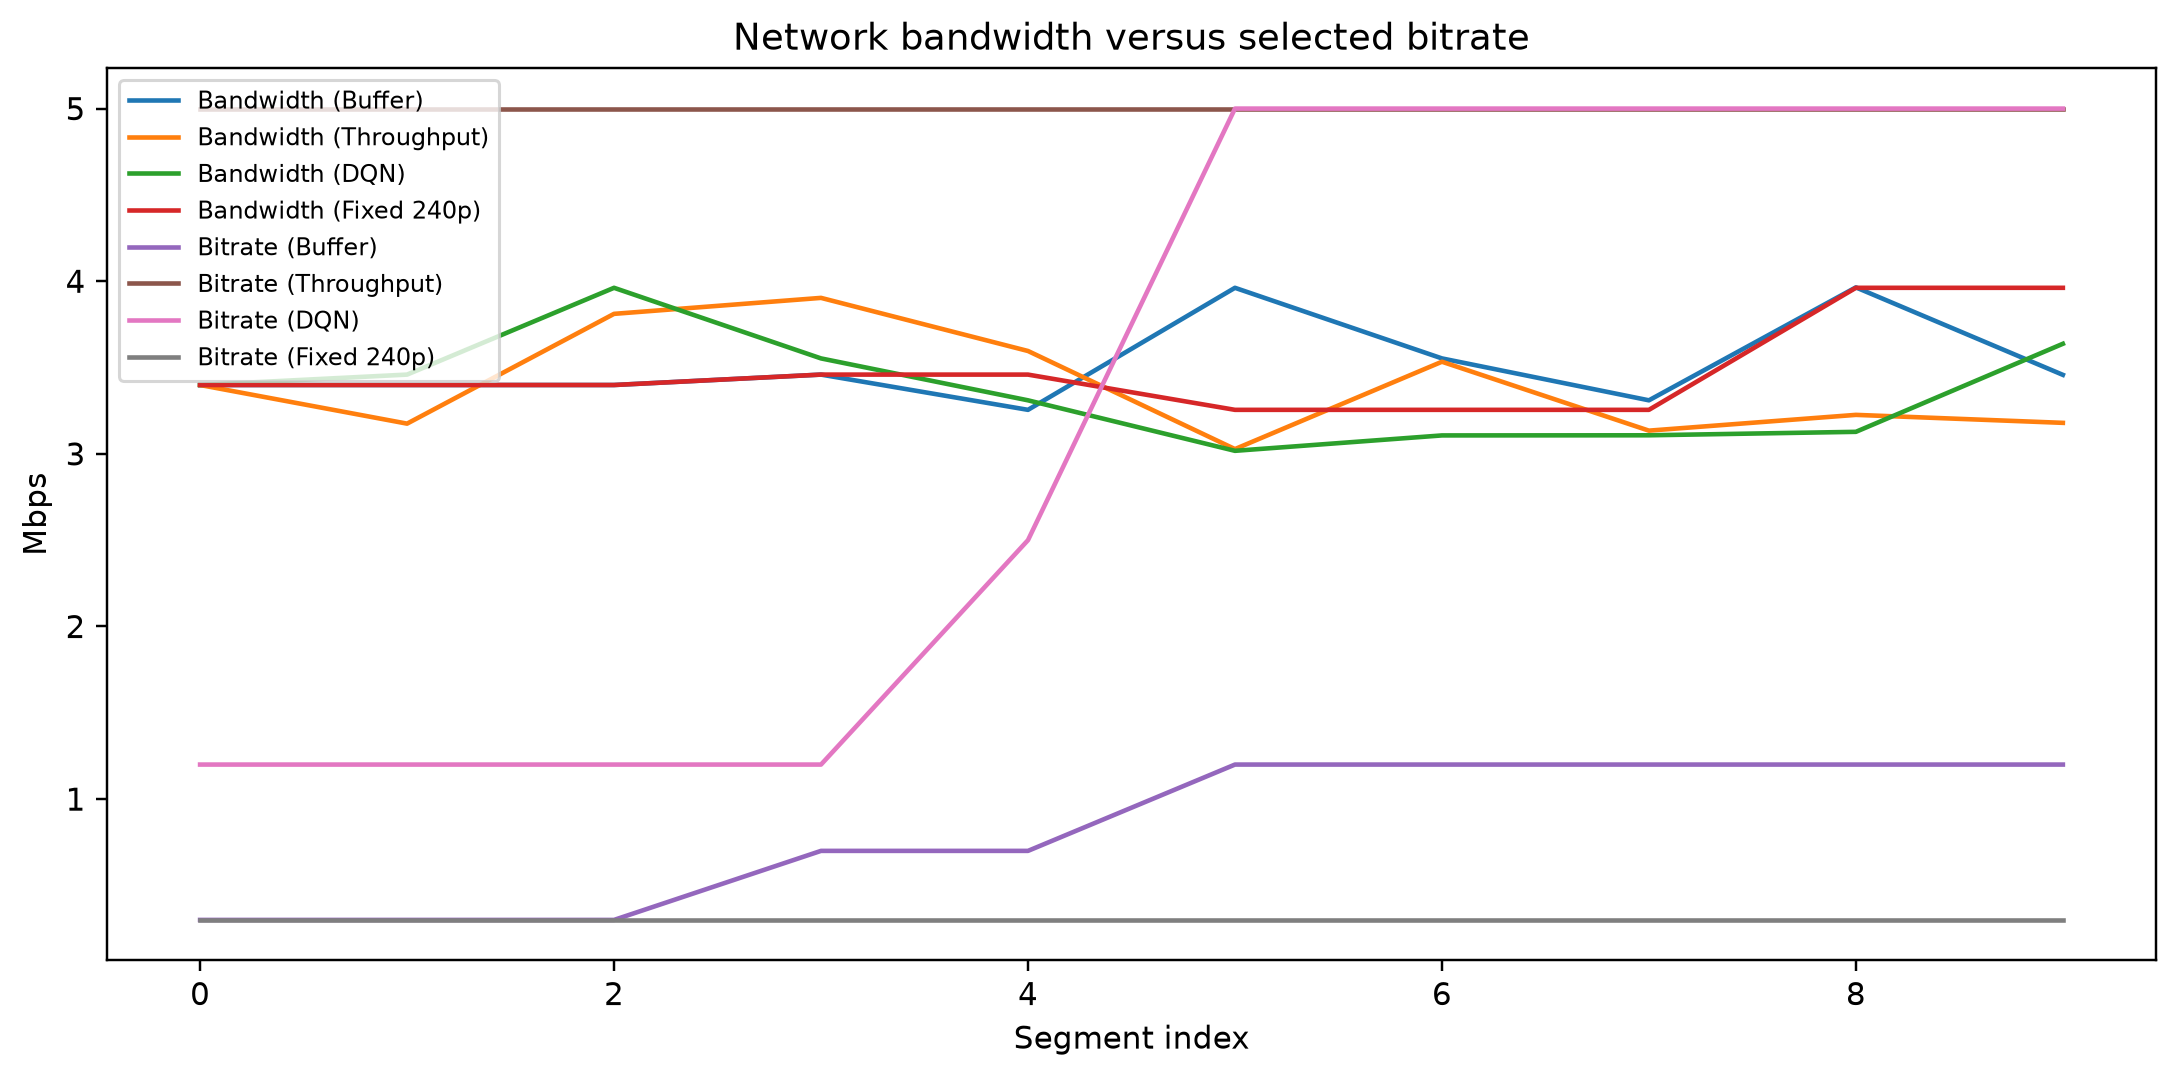 Network bandwidth versus selected bitrate
Bandwidth (Buffer)
Bandwidth (Throughput)
Bandwidth (DQN)
Bandwidth (Fixed 240p)
Bitrate (Buffer)
Bitrate (Throughput)
Bitrate (DQN)
Bitrate (Fixed 240p)
5
4
3
2
1
Mbps
0 2 4 6 8
Segment index